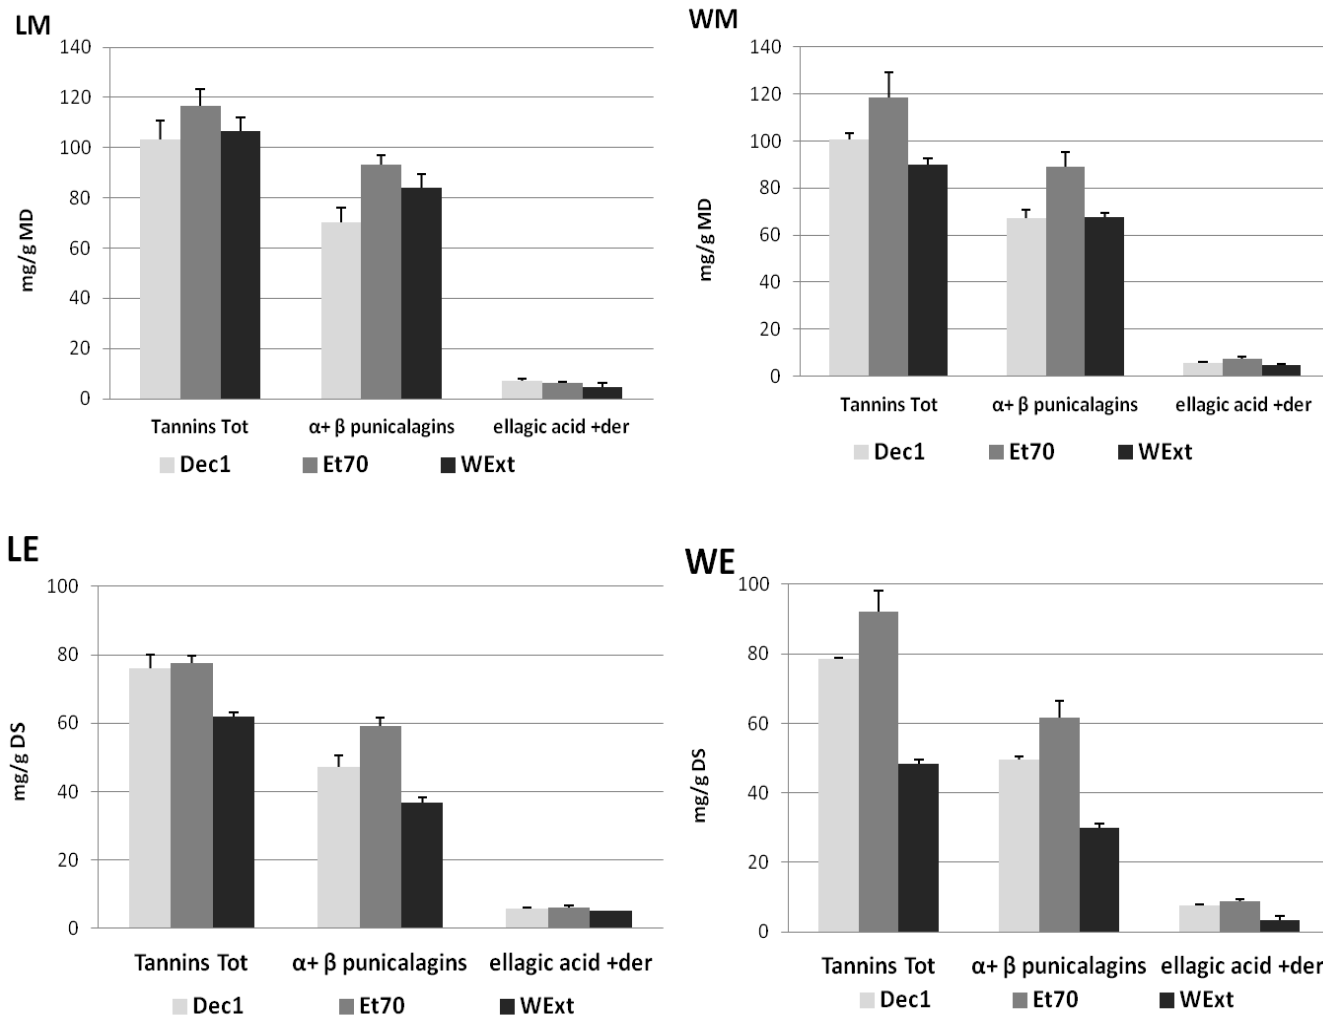 LM
140
120
100
80
60
40
20
0
mg/g MD
Tannins Tot α+ β punicalagins ellagic acid +der
Dec1 Et70 WExt
WM
140
120
100
80
60
40
20
0
mg/g MD
Tannins Tot α+ β punicalagins ellagic acid +der
Dec1 Et70 WExt
LE
100
80
60
40
20
0
mg/g DS
Tannins Tot α+ β punicalagins ellagic acid +der
Dec1 Et70 WExt
WE
100
80
60
40
20
0
mg/g DS
Tannins Tot α+ β punicalagins ellagic acid +der
Dec1 Et70 WExt